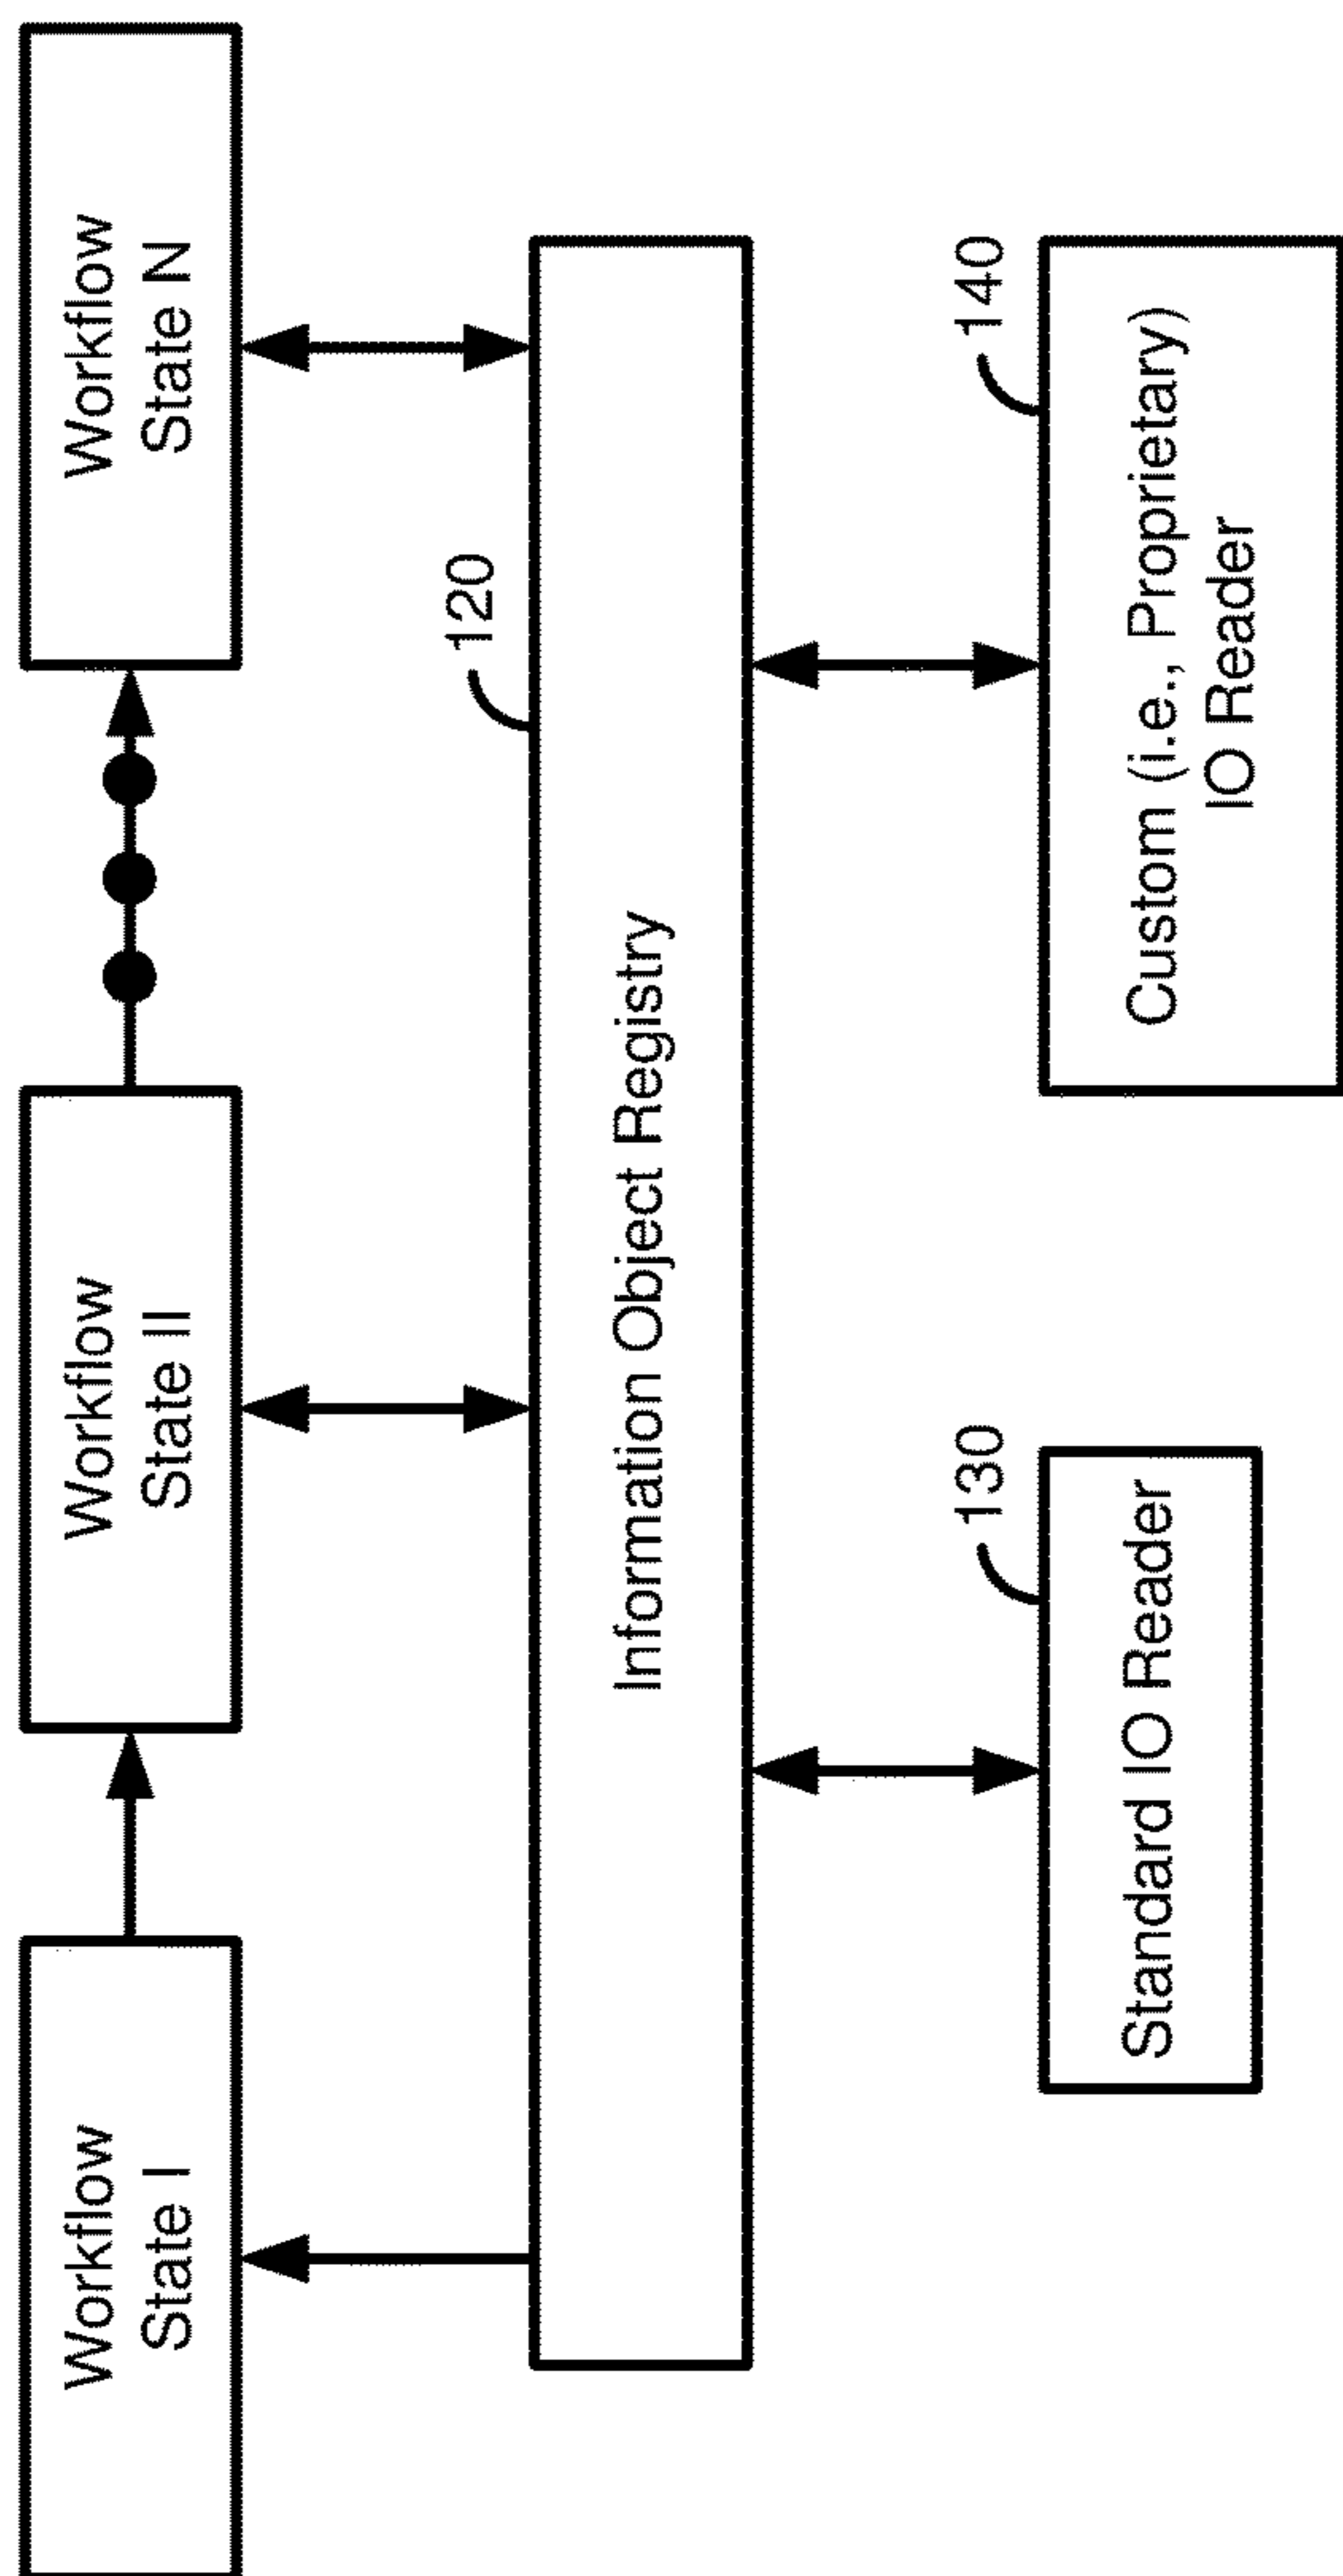 Workflow
State I
Workflow
State II
Workflow
State N
120
Information Object Registry
130
Standard IO Reader
140
Custom (i.e., Proprietary)
IO Reader